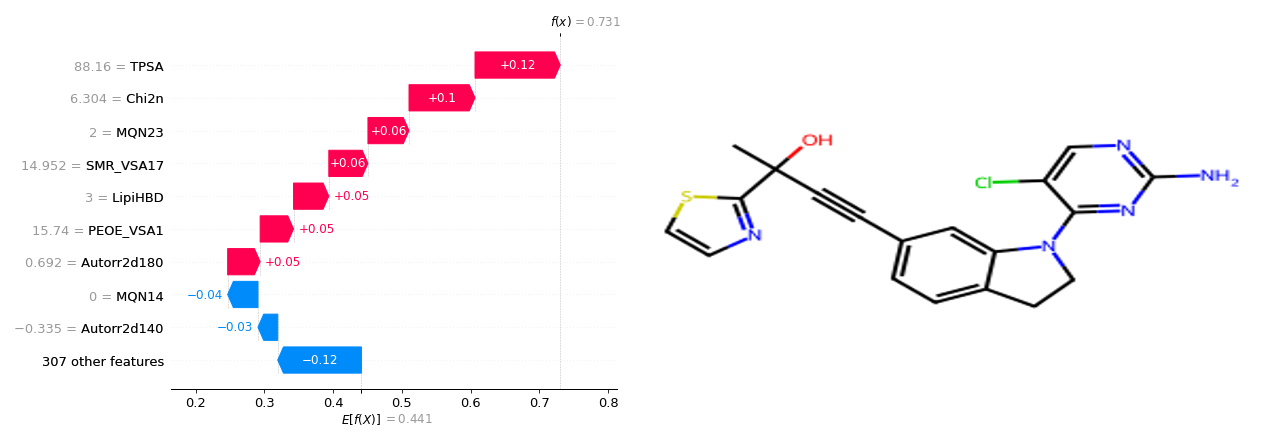 f(x) = 0.731
88.16 = TPSA
+0.12
6.304 = Chi2n
+0.1
2 = MQN23
+0.06
14.952 = SMR_VSA17
+0.06
3 = LipiHBD
+0.05
15.74 = PEOE_VSA1
+0.05
0.692 = Autorr2d180
+0.05
0 = MQN14
−0.04
−0.335 = Autorr2d140
−0.03
307 other features
−0.12
0.2 0.3 0.4 0.5 0.6 0.7 0.8
E[f(X)] = 0.441
OH
S
N
Cl
N
N
NH₂
N